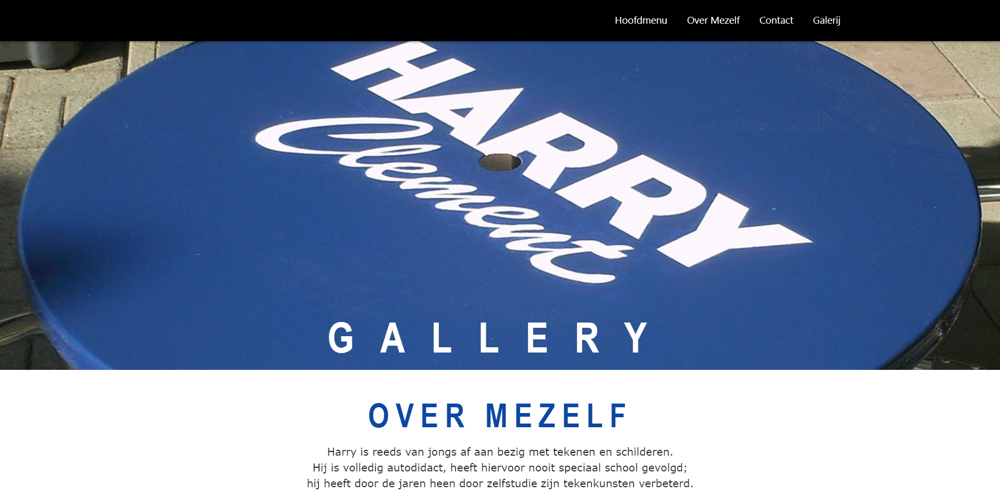 Hoofdmenu Over Mezelf Contact Galerij
HARRY
Clement
GALLERY
OVER MEZELF
Harry is reeds van jongs af aan bezig met tekenen en schilderen.
Hij is volledig autodidact, heeft hiervoor nooit speciaal school gevolgd;
hij heeft door de jaren heen door zelfstudie zijn tekenkunsten verbeterd.